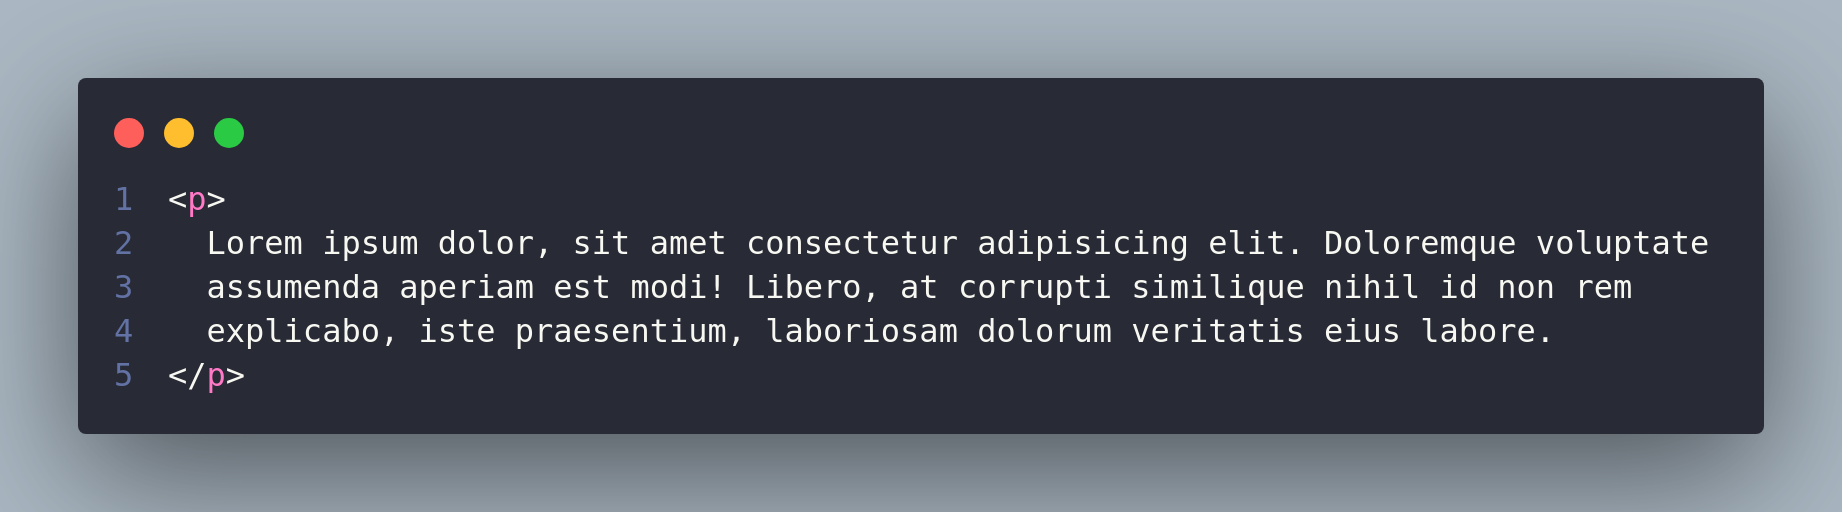 1 <p>
2   Lorem ipsum dolor, sit amet consectetur adipisicing elit. Doloremque voluptate
3   assumenda aperiam est modi! Libero, at corrupti similique nihil id non rem
4   explicabo, iste praesentium, laboriosam dolorum veritatis eius labore.
5 </p>